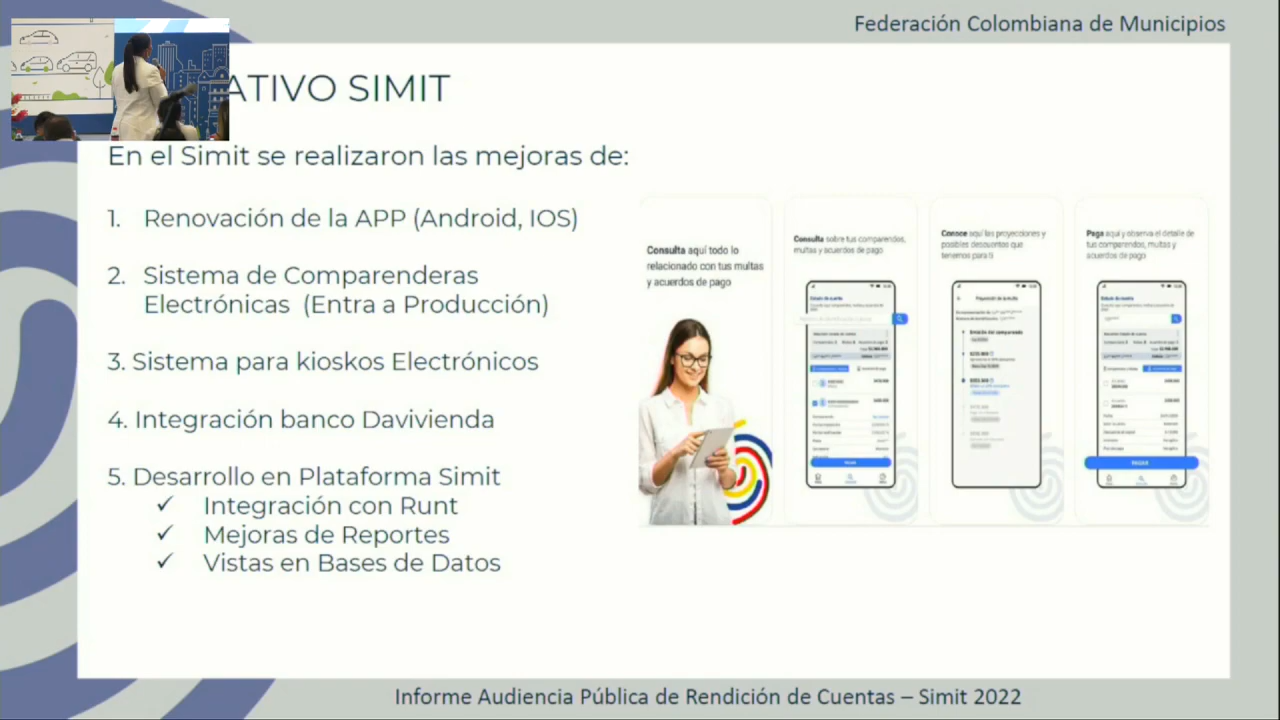 Federación Colombiana de Municipios
ATIVO SIMIT
En el Simit se realizaron las mejoras de:
1. Renovación de la APP (Android, IOS)
2. Sistema de Comparenderas
Electrónicas (Entra a Producción)
3. Sistema para kioskos Electrónicos
4. Integración banco Davivienda
5. Desarrollo en Plataforma Simit
✓ Integración con Runt
✓ Mejoras de Reportes
✓ Vistas en Bases de Datos
Consulta aquí todo lo
relacionado con tus multas
y acuerdos de pago
Consulta sobre tus comparendos,
multas y acuerdos de pago
Conoce aquí las proyecciones y
posibles descuentos que
tenemos para ti
Paga aquí y observa el detalle de
tus comparendos, multas y
acuerdos de pago
Informe Audiencia Pública de Rendición de Cuentas – Simit 2022